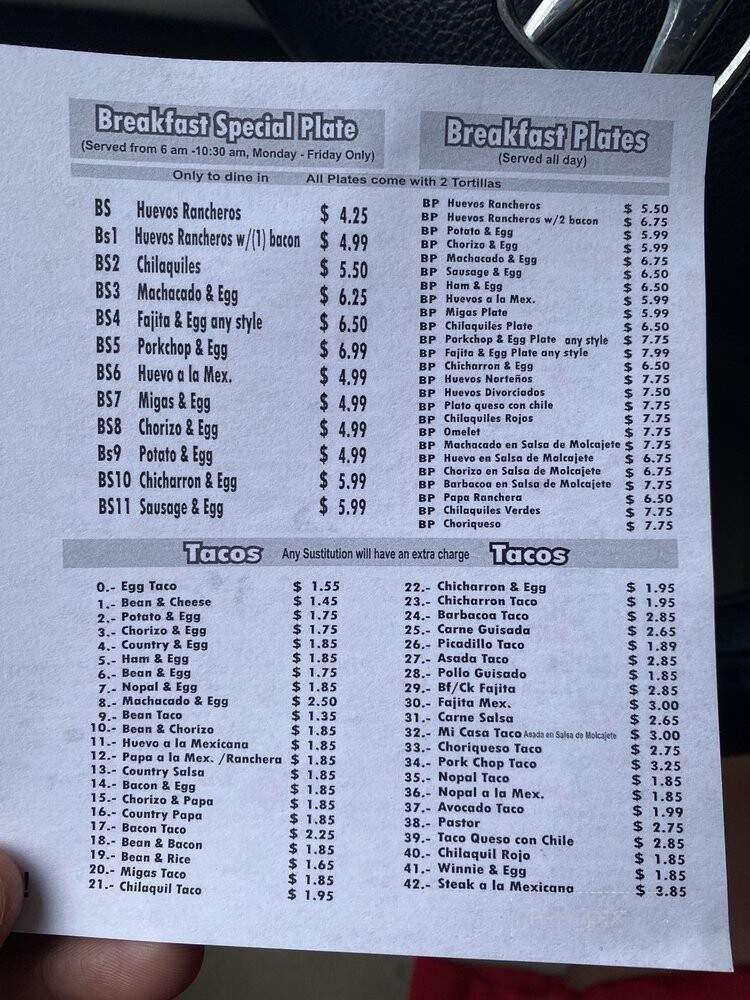 Breakfast Special Plate
(Served from 6 am -10:30 am, Monday - Friday Only)
Breakfast Plates
(Served all day)
Only to dine in All Plates come with 2 Tortillas
BS Huevos Rancheros $ 4.25
Bs1 Huevos Rancheros w/(1) bacon $ 4.99
BS2 Chilaquiles $ 5.50
BS3 Machacado & Egg $ 6.25
BS4 Fajita & Egg any style $ 6.50
BS5 Porkchop & Egg $ 6.99
BS6 Huevo a la Mex. $ 4.99
BS7 Migas & Egg $ 4.99
BS8 Chorizo & Egg $ 4.99
Bs9 Potato & Egg $ 4.99
BS10 Chicharron & Egg $ 5.99
BS11 Sausage & Egg $ 5.99
BP Huevos Rancheros $ 5.50
BP Huevos Rancheros w/2 bacon $ 6.75
BP Potato & Egg $ 5.99
BP Chorizo & Egg $ 5.99
BP Machacado & Egg $ 6.75
BP Sausage & Egg $ 6.50
BP Ham & Egg $ 6.50
BP Huevos a la Mex. $ 5.99
BP Migas Plate $ 5.99
BP Chilaquiles Plate $ 6.50
BP Porkchop & Egg Plate any style $ 7.75
BP Fajita & Egg Plate any style $ 7.99
BP Chicharron & Egg $ 6.50
BP Huevos Norteños $ 7.75
BP Huevos Divorciados $ 7.50
BP Plato queso con chile $ 7.75
BP Chilaquiles Rojos $ 7.75
BP Omelet $ 7.75
BP Machacado en Salsa de Molcajete $ 7.75
BP Huevo en Salsa de Molcajete $ 6.75
BP Chorizo en Salsa de Molcajete $ 6.75
BP Barbacoa en Salsa de Molcajete $ 7.75
BP Papa Ranchera $ 6.50
BP Chilaquiles Verdes $ 7.75
BP Choriqueso $ 7.75
Tacos Any Sustitution will have an extra charge Tacos
0.- Egg Taco $ 1.55
1.- Bean & Cheese $ 1.45
2.- Potato & Egg $ 1.75
3.- Chorizo & Egg $ 1.75
4.- Country & Egg $ 1.85
5.- Ham & Egg $ 1.85
6.- Bean & Egg $ 1.75
7.- Nopal & Egg $ 1.85
8.- Machacado & Egg $ 2.50
9.- Bean Taco $ 1.35
10.- Bean & Chorizo $ 1.85
11.- Huevo a la Mexicana $ 1.85
12.- Papa a la Mex. /Ranchera $ 1.85
13.- Country Salsa $ 1.85
14.- Bacon & Egg $ 1.85
15.- Chorizo & Papa $ 1.85
16.- Country Papa $ 1.85
17.- Bacon Taco $ 2.25
18.- Bean & Bacon $ 1.85
19.- Bean & Rice $ 1.65
20.- Migas Taco $ 1.85
21.- Chilaquil Taco $ 1.95
22.- Chicharron & Egg $ 1.95
23.- Chicharron Taco $ 1.95
24.- Barbacoa Taco $ 2.85
25.- Carne Guisada $ 2.65
26.- Picadillo Taco $ 1.89
27.- Asada Taco $ 2.85
28.- Pollo Guisado $ 1.85
29.- Bf/Ck Fajita $ 2.85
30.- Fajita Mex. $ 3.00
31.- Carne Salsa $ 2.65
32.- Mi Casa Taco Asada en Salsa de Molcajete $ 3.00
33.- Choriqueso Taco $ 2.75
34.- Pork Chop Taco $ 3.25
35.- Nopal Taco $ 1.85
36.- Nopal a la Mex. $ 1.85
37.- Avocado Taco $ 1.99
38.- Pastor $ 2.75
39.- Taco Queso con Chile $ 2.85
40.- Chilaquil Rojo $ 1.85
41.- Winnie & Egg $ 1.85
42.- Steak a la Mexicana $ 3.85